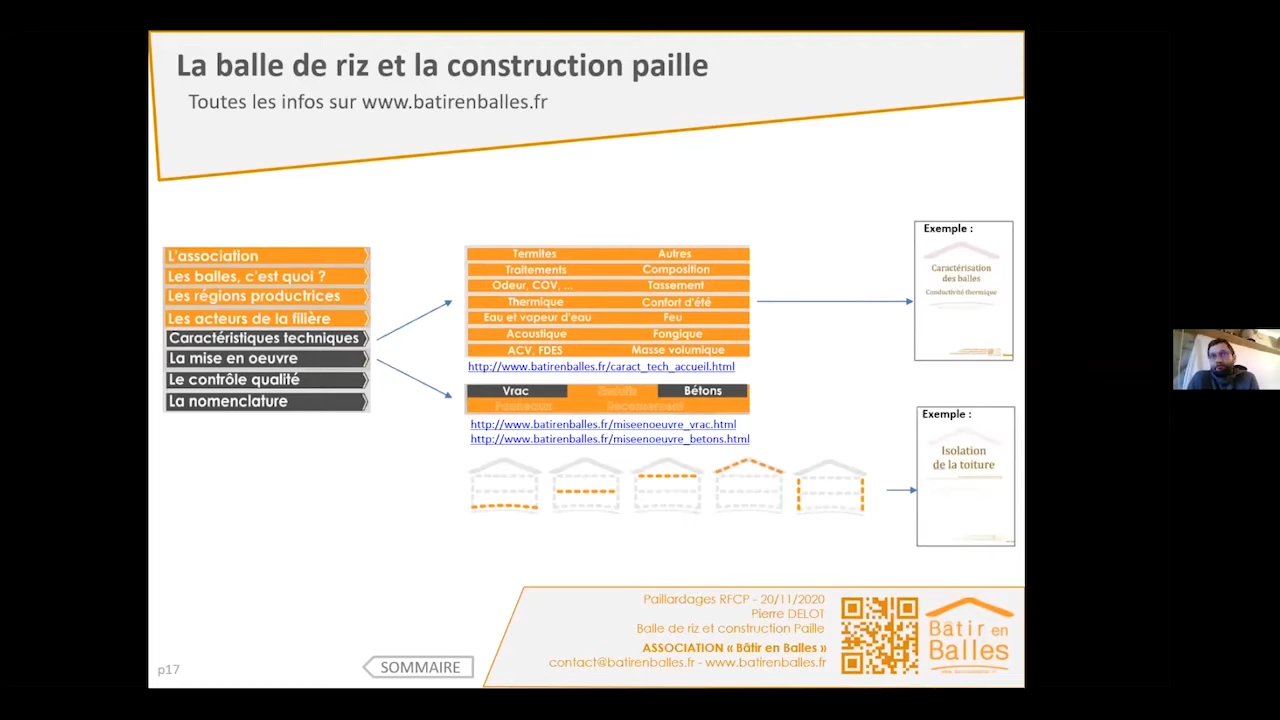 La balle de riz et la construction paille
Toutes les infos sur www.batirenballes.fr
L'association
Les balles, c'est quoi ?
Les régions productrices
Les acteurs de la filière
Caractéristiques techniques
La mise en oeuvre
Le contrôle qualité
La nomenclature
Termites Autres
Traitements Composition
Odeur, COV, ... Tassement
Thermique Confort d'été
Eau et vapeur d'eau Feu
Acoustique Fongique
ACV, FDES Masse volumique
http://www.batirenballes.fr/caract_tech_accueil.html
Vrac Enduits Bétons
Panneaux
http://www.batirenballes.fr/miseenoeuvre_vrac.html
http://www.batirenballes.fr/miseenoeuvre_betons.html
Exemple :
Caractérisation
des balles
Conductivité thermique
Exemple :
Isolation
de la toiture
Paillardages RFCP - 20/11/2020
Pierre DELOT
Balle de riz et construction Paille
ASSOCIATION « Bâtir en Balles »
contact@batirenballes.fr - www.batirenballes.fr
Bâtir en
Balles
p17
SOMMAIRE